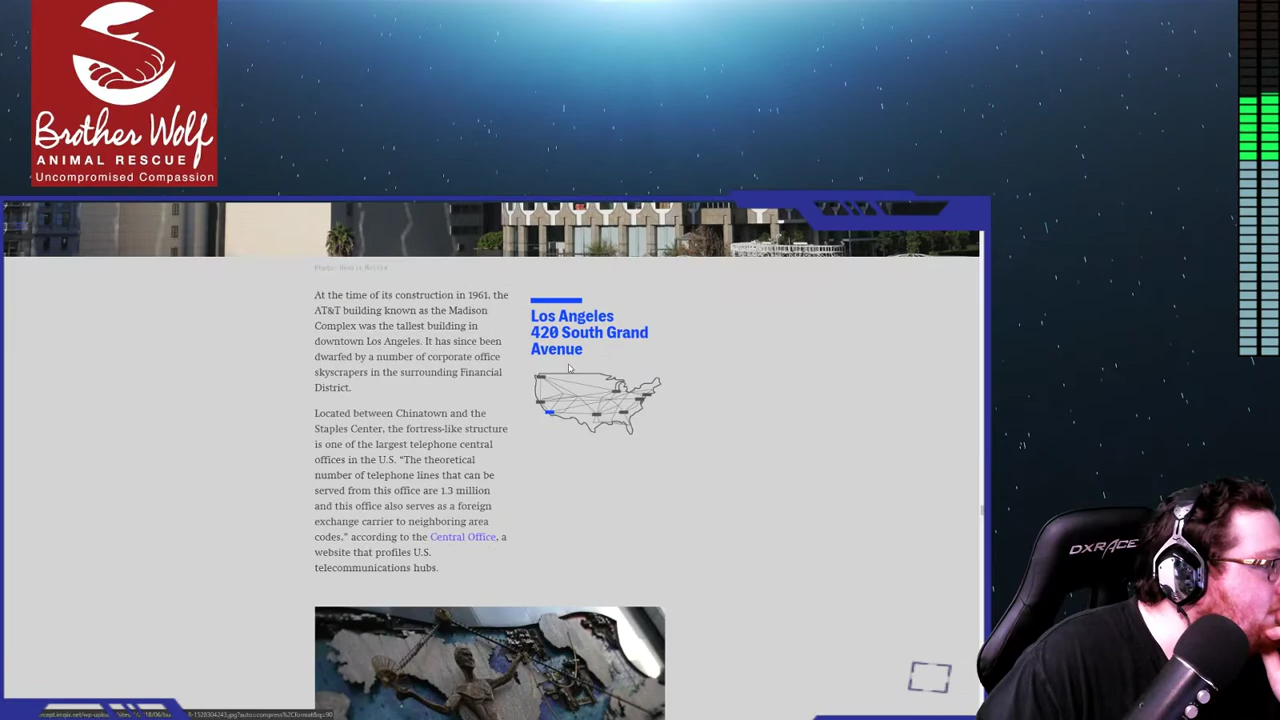 Brother Wolf
ANIMAL RESCUE
Uncompromised Compassion
At the time of its construction in 1961, the
AT&T building known as the Madison
Complex was the tallest building in
downtown Los Angeles. It has since been
dwarfed by a number of corporate office
skyscrapers in the surrounding Financial
District.
Located between Chinatown and the
Staples Center, the fortress-like structure
is one of the largest telephone central
offices in the U.S. “The theoretical
number of telephone lines that can be
served from this office are 1.3 million
and this office also serves as a foreign
exchange carrier to neighboring area
codes,” according to the Central Office, a
website that profiles U.S.
telecommunications hubs.
Los Angeles
420 South Grand
Avenue
DXRACER